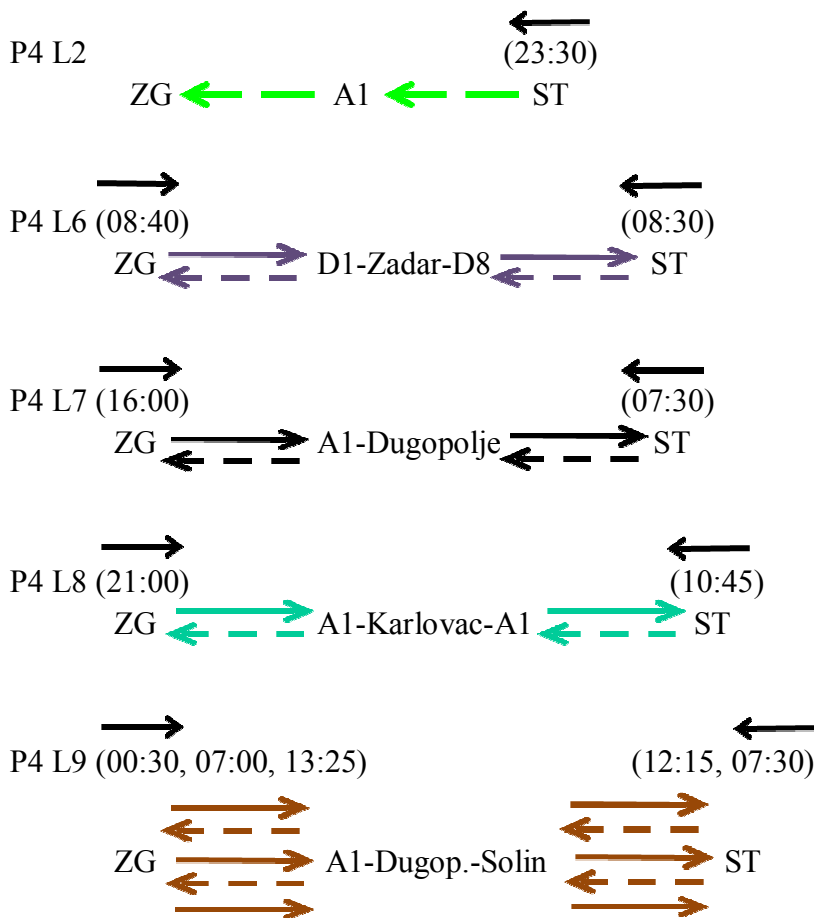 P4 L2 (23:30)
ZG A1 ST
P4 L6 (08:40) (08:30)
ZG D1-Zadar-D8 ST
P4 L7 (16:00) (07:30)
ZG A1-Dugopolje ST
P4 L8 (21:00) (10:45)
ZG A1-Karlovac-A1 ST
P4 L9 (00:30, 07:00, 13:25) (12:15, 07:30)
ZG A1-Dugop.-Solin ST